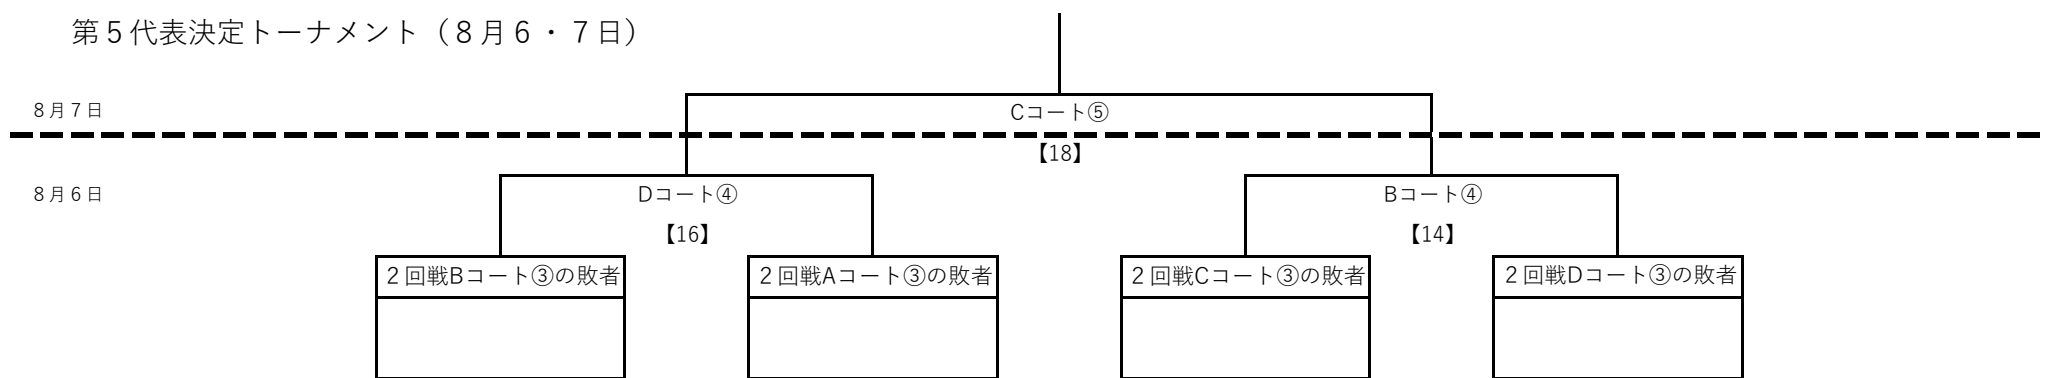 第５代表決定トーナメント（８月６・７日）
８月７日
Cコート⑤
【18】
８月６日
Dコート④
Bコート④
【16】
【14】
２回戦Bコート③の敗者
２回戦Aコート③の敗者
２回戦Cコート③の敗者
２回戦Dコート③の敗者